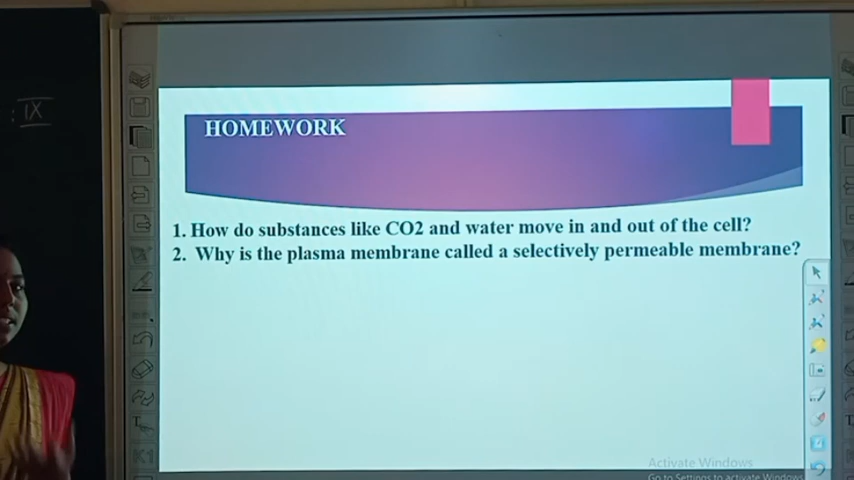 : IX
HOMEWORK
1. How do substances like CO2 and water move in and out of the cell?
2. Why is the plasma membrane called a selectively permeable membrane?
Activate Windows
Go to Settings to activate Windows